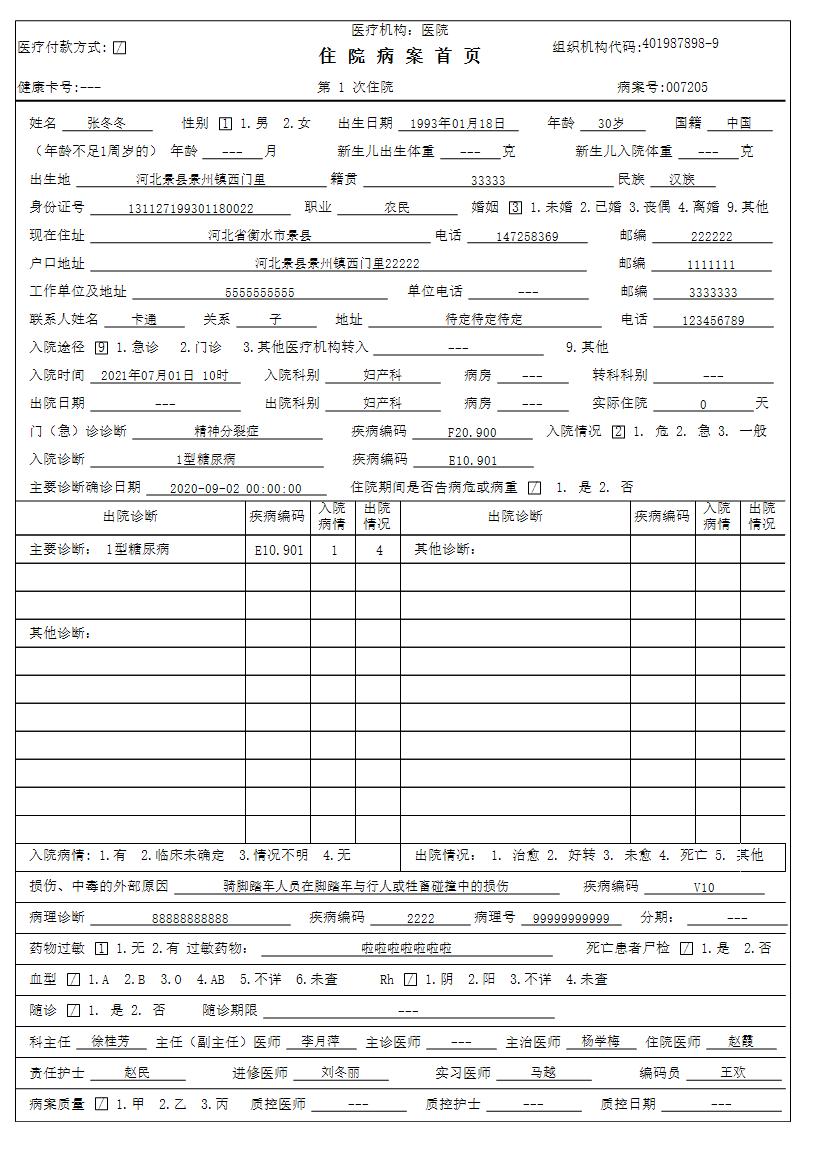 医疗机构: 医院
医疗付款方式: / 住 院 病 案 首 页 组织机构代码:401987898-9
健康卡号:--- 第 1 次住院 病案号:007205
姓名 张冬冬 性别 1 1.男 2.女 出生日期 1993年01月18日 年龄 30岁 国籍 中国
(年龄不足1周岁的) 年龄 --- 月 新生儿出生体重 --- 克 新生儿入院体重 --- 克
出生地 河北景县景州镇西门里 籍贯 33333 民族 汉族
身份证号 131127199301180022 职业 农民 婚姻 3 1.未婚 2.已婚 3.丧偶 4.离婚 9.其他
现在住址 河北省衡水市景县 电话 147258369 邮编 222222
户口地址 河北景县景州镇西门里22222 邮编 1111111
工作单位及地址 5555555555 单位电话 --- 邮编 3333333
联系人姓名 卡通 关系 子 地址 待定待定待定 电话 123456789
入院途径 9 1.急诊 2.门诊 3.其他医疗机构转入 --- 9.其他
入院时间 2021年07月01日 10时 入院科别 妇产科 病房 --- 转科科别 ---
出院日期 --- 出院科别 妇产科 病房 --- 实际住院 0 天
门(急)诊诊断 精神分裂症 疾病编码 F20.900 入院情况 2 1. 危 2. 急 3. 一般
入院诊断 1型糖尿病 疾病编码 E10.901
主要诊断确诊日期 2020-09-02 00:00:00 住院期间是否告病危或病重 / 1. 是 2. 否
出院诊断 疾病编码 入院病情 出院情况 出院诊断 疾病编码 入院病情 出院情况
主要诊断: 1型糖尿病 E10.901 1 4 其他诊断:
其他诊断:
入院病情: 1.有 2.临床未确定 3.情况不明 4.无 出院情况: 1. 治愈 2. 好转 3. 未愈 4. 死亡 5. 其他
损伤、中毒的外部原因 骑脚踏车人员在脚踏车与行人或牲畜碰撞中的损伤 疾病编码 V10
病理诊断 88888888888 疾病编码 2222 病理号 99999999999 分期: ---
药物过敏 1 1.无 2.有 过敏药物: 啦啦啦啦啦啦啦 死亡患者尸检 / 1.是 2.否
血型 / 1.A 2.B 3.O 4.AB 5.不详 6.未查 Rh / 1.阴 2.阳 3.不详 4.未查
随诊 / 1. 是 2. 否 随诊期限 ---
科主任 徐桂芳 主任(副主任)医师 李月萍 主诊医师 --- 主治医师 杨学梅 住院医师 赵霞
责任护士 赵民 进修医师 刘冬丽 实习医师 马越 编码员 王欢
病案质量 / 1.甲 2.乙 3.丙 质控医师 --- 质控护士 --- 质控日期 ---